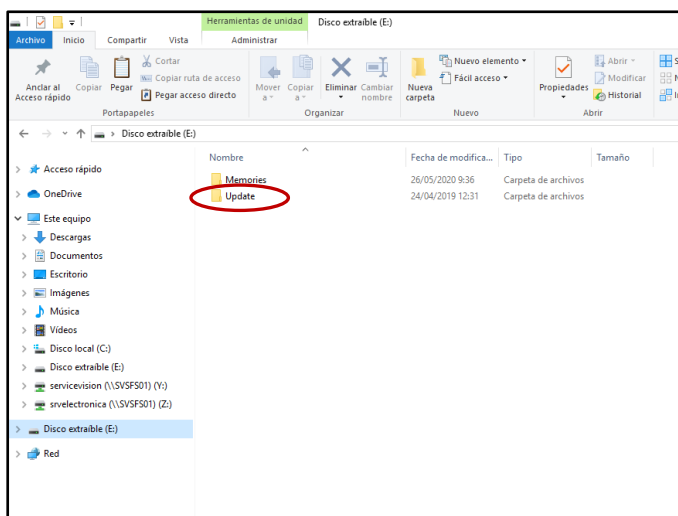 Herramientas de unidad Disco extraíble (E:)
Archivo Inicio Compartir Vista Administrar
Anclar al
Acceso rápido
Copiar
Pegar
Cortar
Copiar ruta de acceso
Pegar acceso directo
Portapapeles
Mover
a
Copiar
a
Eliminar
Cambiar
nombre
Organizar
Nueva
carpeta
Nuevo elemento
Fácil acceso
Nuevo
Propiedades
Abrir
Modificar
Historial
Abrir
Disco extraíble (E:)
Nombre Fecha de modifica... Tipo Tamaño
Memories 26/05/2020 9:36 Carpeta de archivos
Update 24/04/2019 12:31 Carpeta de archivos
Acceso rápido
OneDrive
Este equipo
Descargas
Documentos
Escritorio
Imágenes
Música
Vídeos
Disco local (C:)
Disco extraíble (E:)
servicevision (\\SVSFS01) (Y:)
srvelectronica (\\SVSFS01) (Z:)
Disco extraíble (E:)
Red